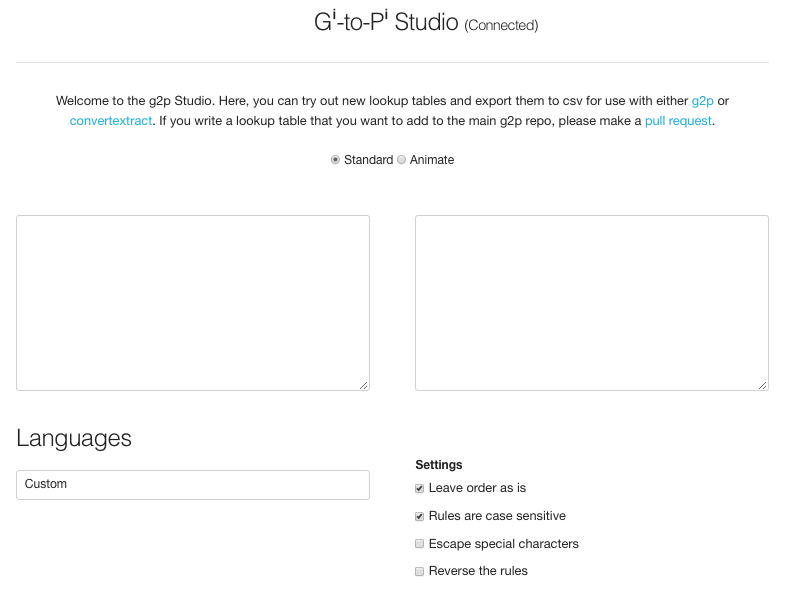 Gⁱ-to-Pⁱ Studio (Connected)
Welcome to the g2p Studio. Here, you can try out new lookup tables and export them to csv for use with either g2p or
convertextract. If you write a lookup table that you want to add to the main g2p repo, please make a pull request.
Standard Animate
Languages
Custom
Settings
Leave order as is
Rules are case sensitive
Escape special characters
Reverse the rules